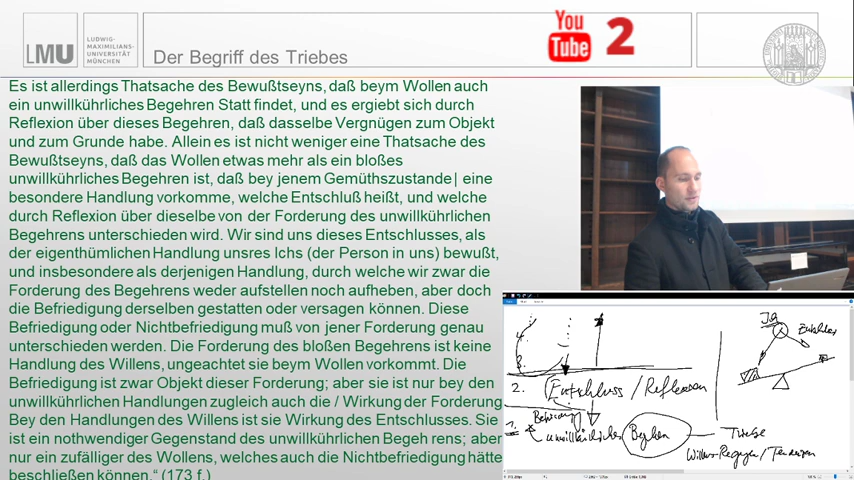 LMU
LUDWIG-
MAXIMILIANS-
UNIVERSITÄT
MÜNCHEN
Der Begriff des Triebes
You
Tube
2
Es ist allerdings Thatsache des Bewußtseyns, daß beym Wollen auch
ein unwillkührliches Begehren Statt findet, und es ergiebt sich durch
Reflexion über dieses Begehren, daß dasselbe Vergnügen zum Objekt
und zum Grunde habe. Allein es ist nicht weniger eine Thatsache des
Bewußtseyns, daß das Wollen etwas mehr als ein bloßes
unwillkührliches Begehren ist, daß bey jenem Gemüthszustande| eine
besondere Handlung vorkomme, welche Entschluß heißt, und welche
durch Reflexion über dieselbe von der Forderung des unwillkührlichen
Begehrens unterschieden wird. Wir sind uns dieses Entschlusses, als
der eigenthümlichen Handlung unsres Ichs (der Person in uns) bewußt,
und insbesondere als derjenigen Handlung, durch welche wir zwar die
Forderung des Begehrens weder aufstellen noch aufheben, aber doch
die Befriedigung derselben gestatten oder versagen können. Diese
Befriedigung oder Nichtbefriedigung muß von jener Forderung genau
unterschieden werden. Die Forderung des bloßen Begehrens ist keine
Handlung des Willens, ungeachtet sie beym Wollen vorkommt. Die
Befriedigung ist zwar Objekt dieser Forderung; aber sie ist nur bey den
unwillkührlichen Handlungen zugleich auch die / Wirkung der Forderung
Bey den Handlungen des Willens ist sie Wirkung des Entschlusses. Sie
ist ein nothwendiger Gegenstand des unwillkührlichen Begeh rens; aber
nur ein zufälliger des Wollens, welches auch die Nichtbefriedigung hätte
beschließen können." (173 f.)
4.
3.
2. Entschluss / Reflexion
1. unwillkürliches Begehren — Triebe